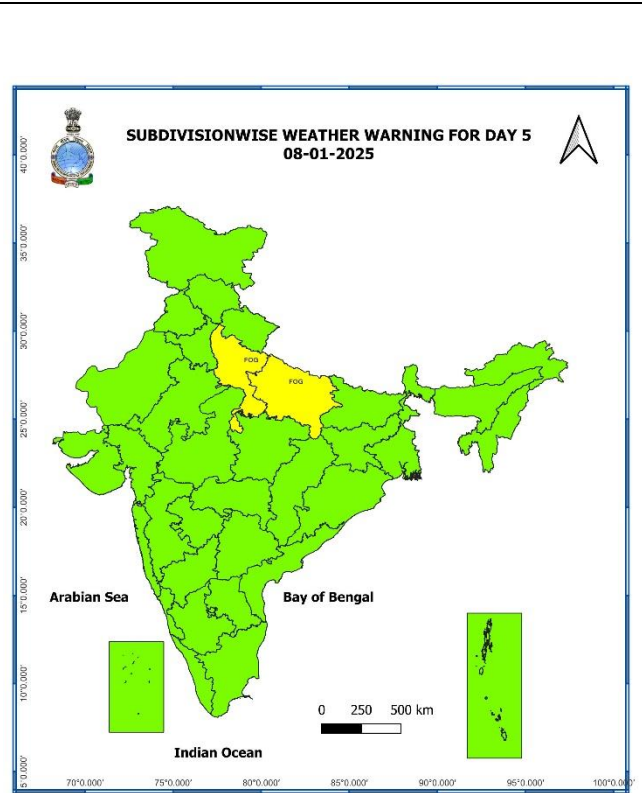 SUBDIVISIONWISE WEATHER WARNING FOR DAY 5
08-01-2025
40°0.000'
35°0.000'
30°0.000'
FOG
FOG
25°0.000'
20°0.000'
Arabian Sea
Bay of Bengal
15°0.000'
10°0.000'
0 250 500 km
Indian Ocean
5°0.000'
70°0.000' 75°0.000' 80°0.000' 85°0.000' 90°0.000' 95°0.000' 100°0.000'